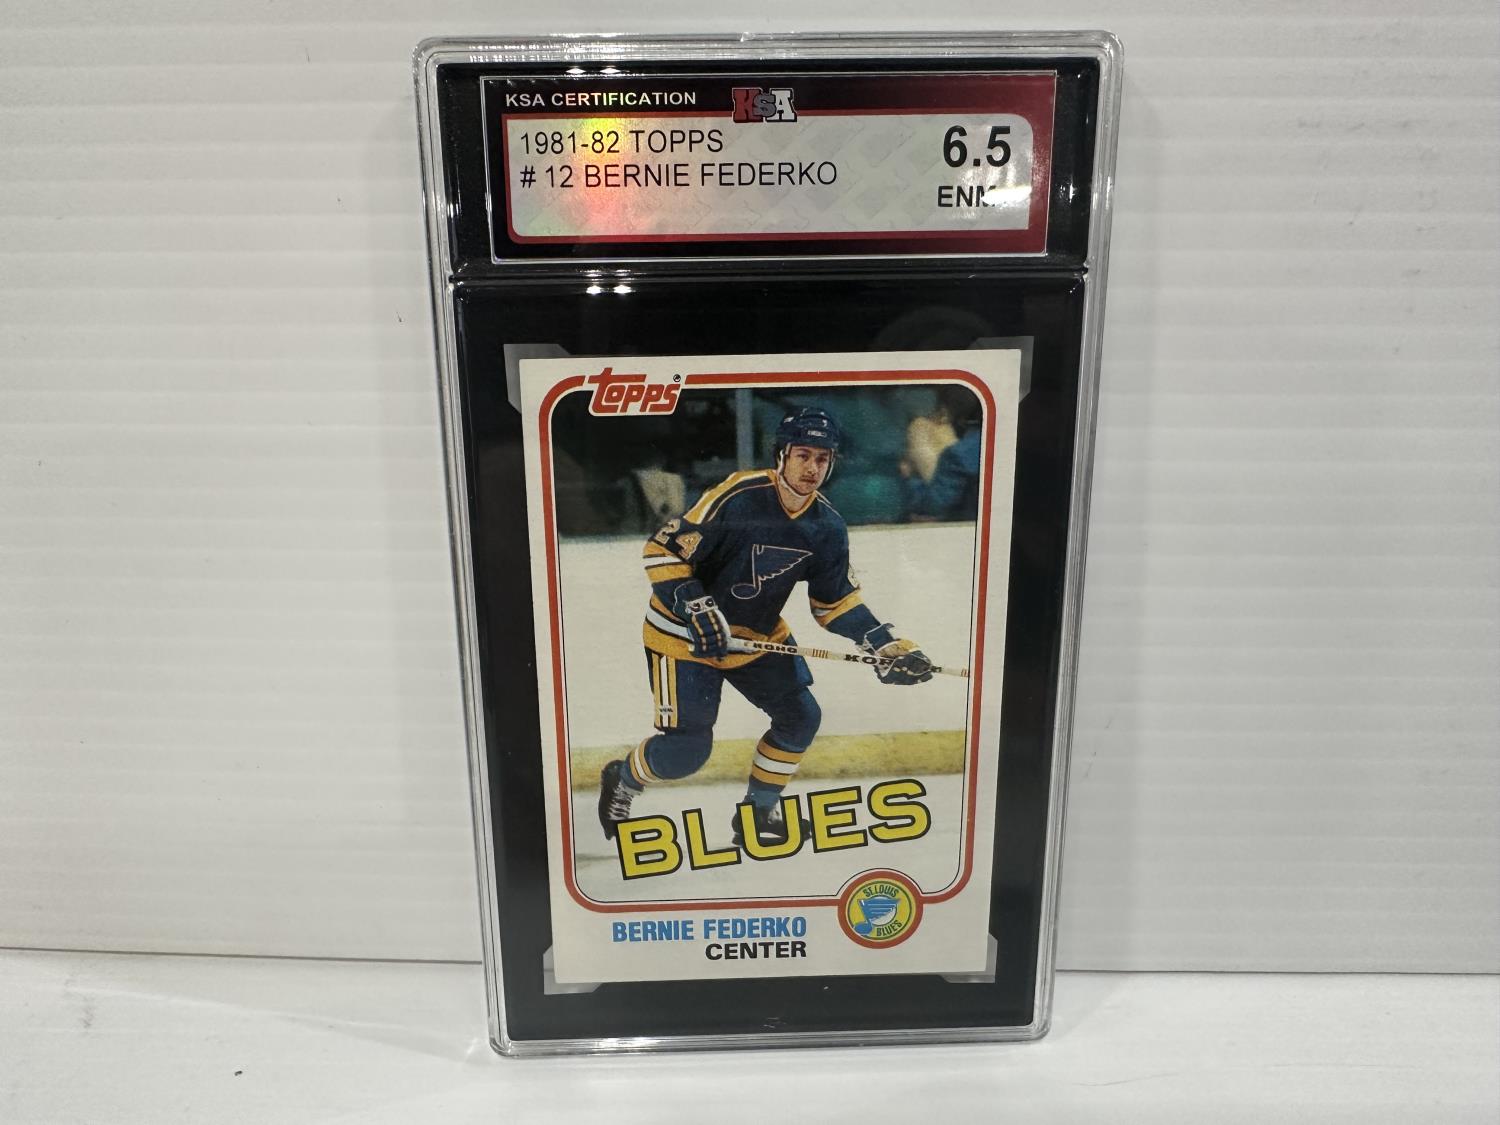 KSA CERTIFICATION KSA
1981-82 TOPPS
# 12 BERNIE FEDERKO
6.5
ENM+
topps
24
KOHO
BLUES
ST. LOUIS
BLUES
BERNIE FEDERKO
CENTER